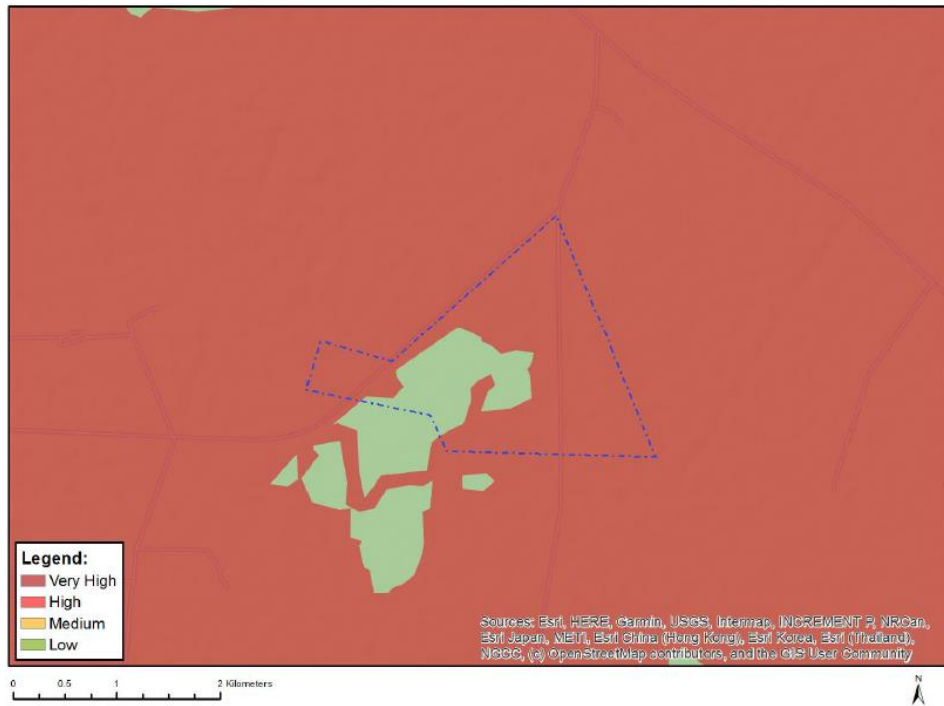 Legend:
Very High
High
Medium
Low
Sources: Esri, HERE, Garmin, USGS, Intermap, INCREMENT P, NRCan,
Esri Japan, METI, Esri China (Hong Kong), Esri Korea, Esri (Thailand),
NGCC, (c) OpenStreetMap contributors, and the GIS User Community
0 0.5 1 2 Kilometers
N